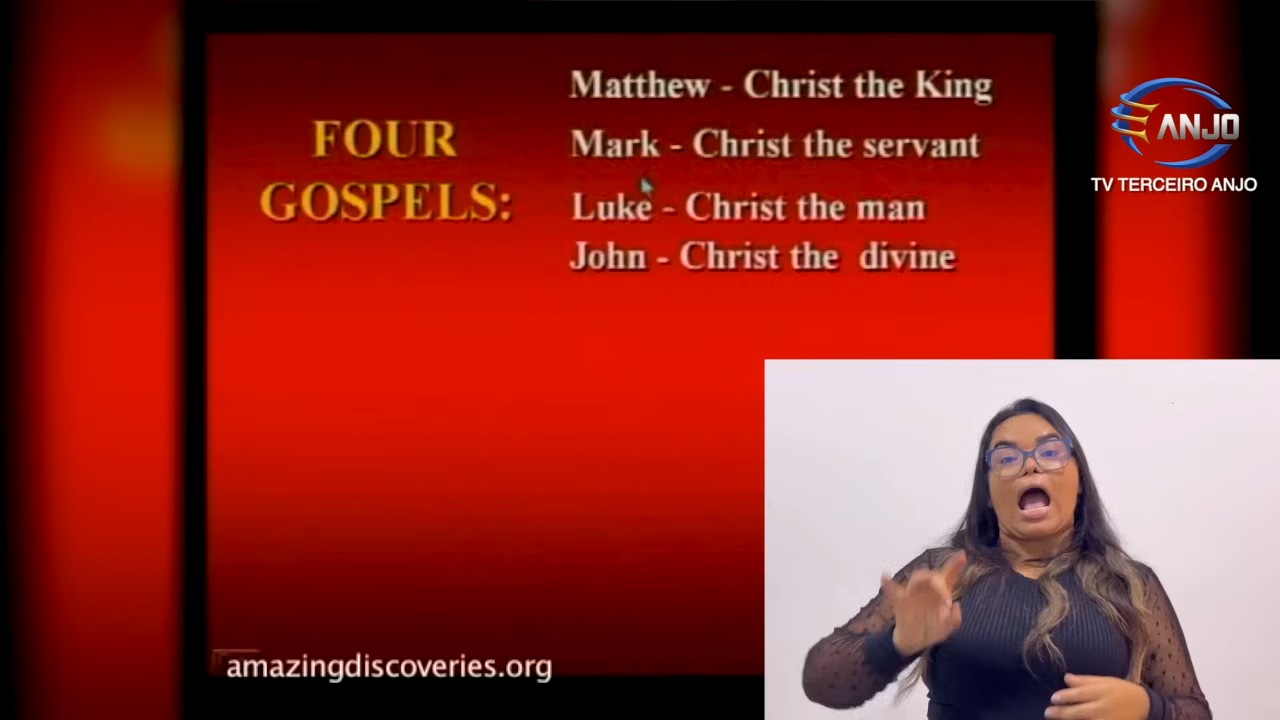 FOUR
GOSPELS:
Matthew - Christ the King
Mark - Christ the servant
Luke - Christ the man
John - Christ the divine
ANJO
TV TERCEIRO ANJO
amazingdiscoveries.org